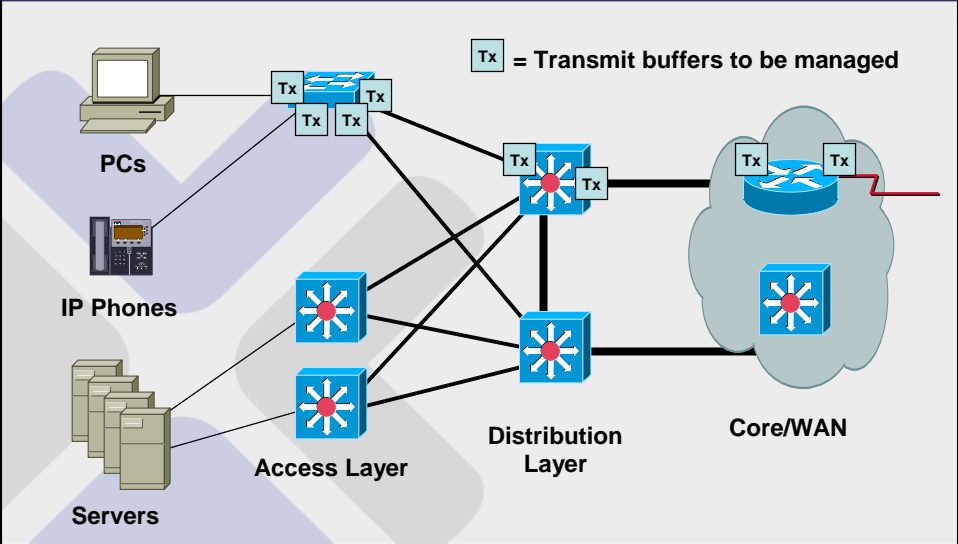 Tx = Transmit buffers to be managed
Tx
Tx
Tx
Tx
PCs
Tx
Tx
Tx
Tx
IP Phones
Servers
Access Layer
Distribution
Layer
Core/WAN